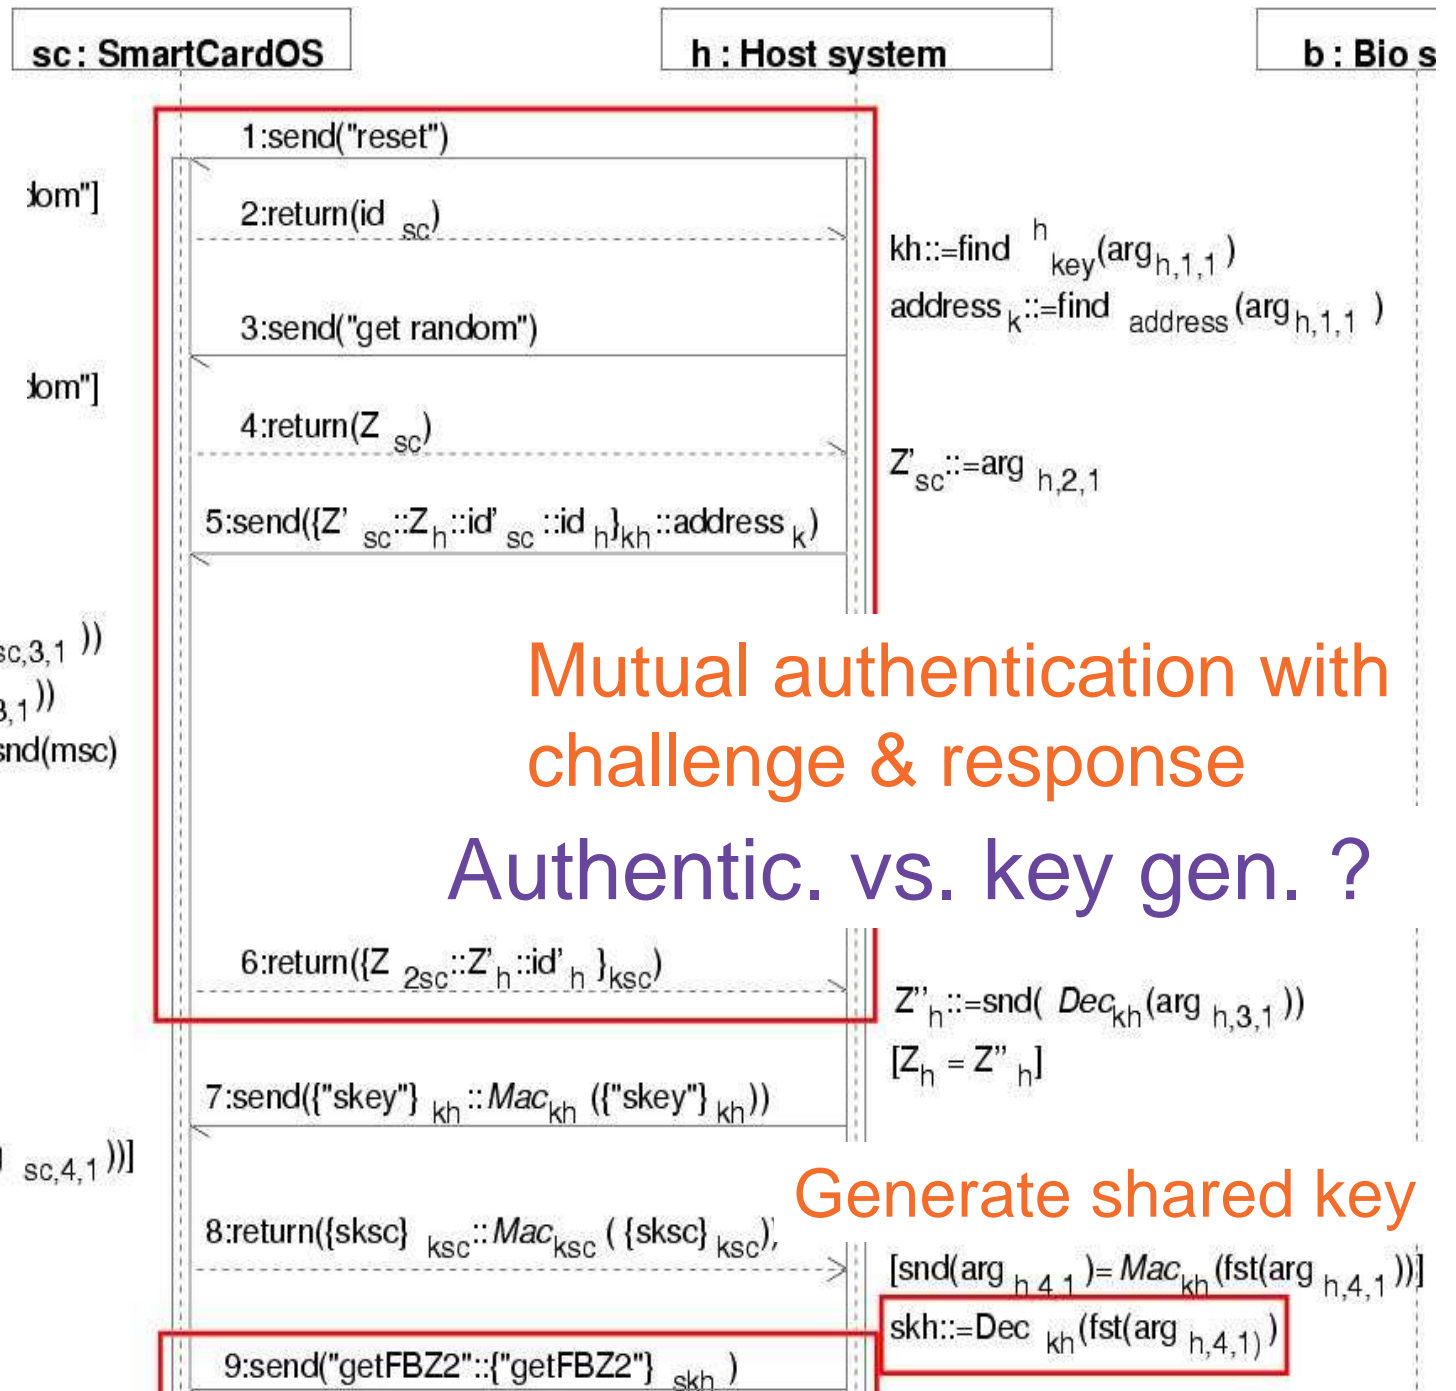 sc : SmartCardOS h : Host system b : Bio s
1:send("reset")
dom"]
2:return(id sc)
kh::=find h key(arg h,1,1 )
address k::=find address (arg h,1,1 )
3:send("get random")
dom"]
4:return(Z sc)
Z'sc::=arg h,2,1
5:send({Z' sc::Zh::id' sc ::id h}kh::address k)
sc,3,1 ))
3,1 ))
snd(msc)
Mutual authentication with
challenge & response
Authentic. vs. key gen. ?
6:return({Z 2sc::Z'h::id' h }ksc)
Z''h::=snd( Deckh(arg h,3,1 ))
[Zh = Z'' h]
7:send({"skey"} kh::Mackh ({"skey"} kh))
sc,4,1 ))]
Generate shared key
8:return({sksc} ksc::Macksc ( {sksc} ksc),
[snd(arg h,4,1 )= Mackh (fst(arg h,4,1 ))]
skh::=Dec kh(fst(arg h,4,1) )
9:send("getFBZ2"::{"getFBZ2"} skh )